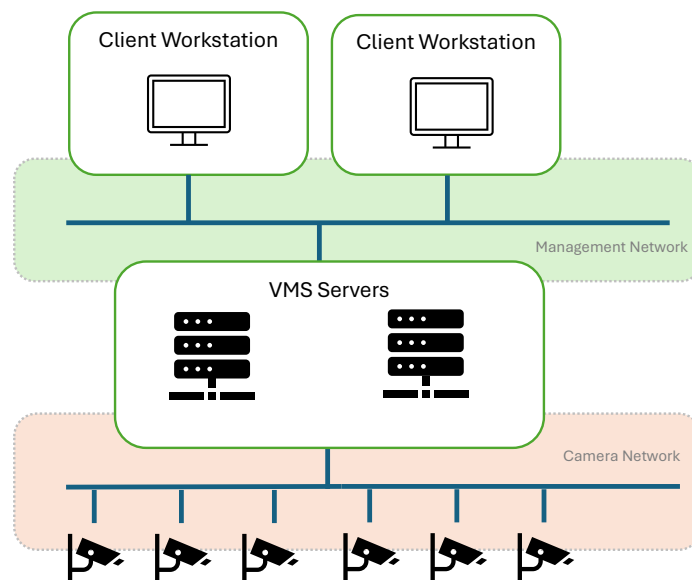 Client Workstation
Client Workstation
Management Network
VMS Servers
Camera Network